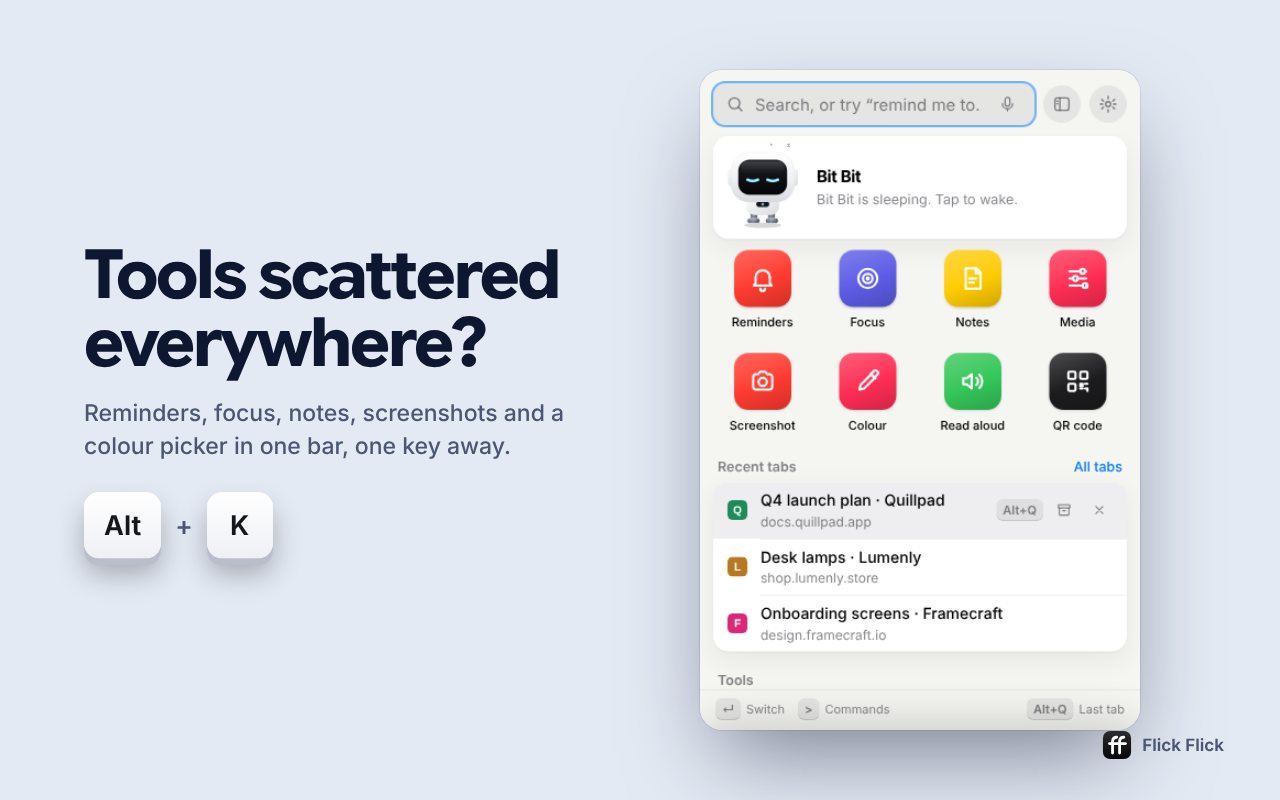 Tools scattered
everywhere?
Reminders, focus, notes, screenshots and a
colour picker in one bar, one key away.
Alt + K
Search, or try “remind me to.
Bit Bit
Bit Bit is sleeping. Tap to wake.
Reminders Focus Notes Media
Screenshot Colour Read aloud QR code
Recent tabs All tabs
Q Q4 launch plan · Quillpad Alt+Q
docs.quillpad.app
L Desk lamps · Lumenly
shop.lumenly.store
F Onboarding screens · Framecraft
design.framecraft.io
Tools
↵ Switch > Commands Alt+Q Last tab
ff Flick Flick